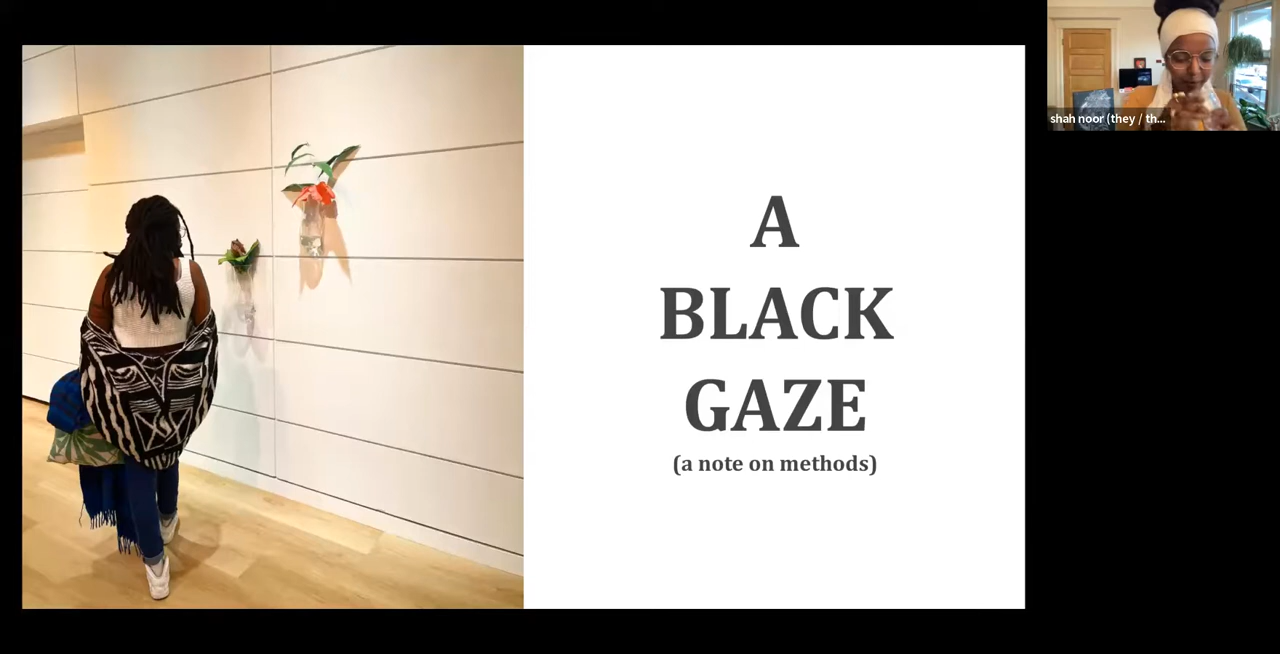 A
BLACK
GAZE
(a note on methods)
shah noor (they / th...